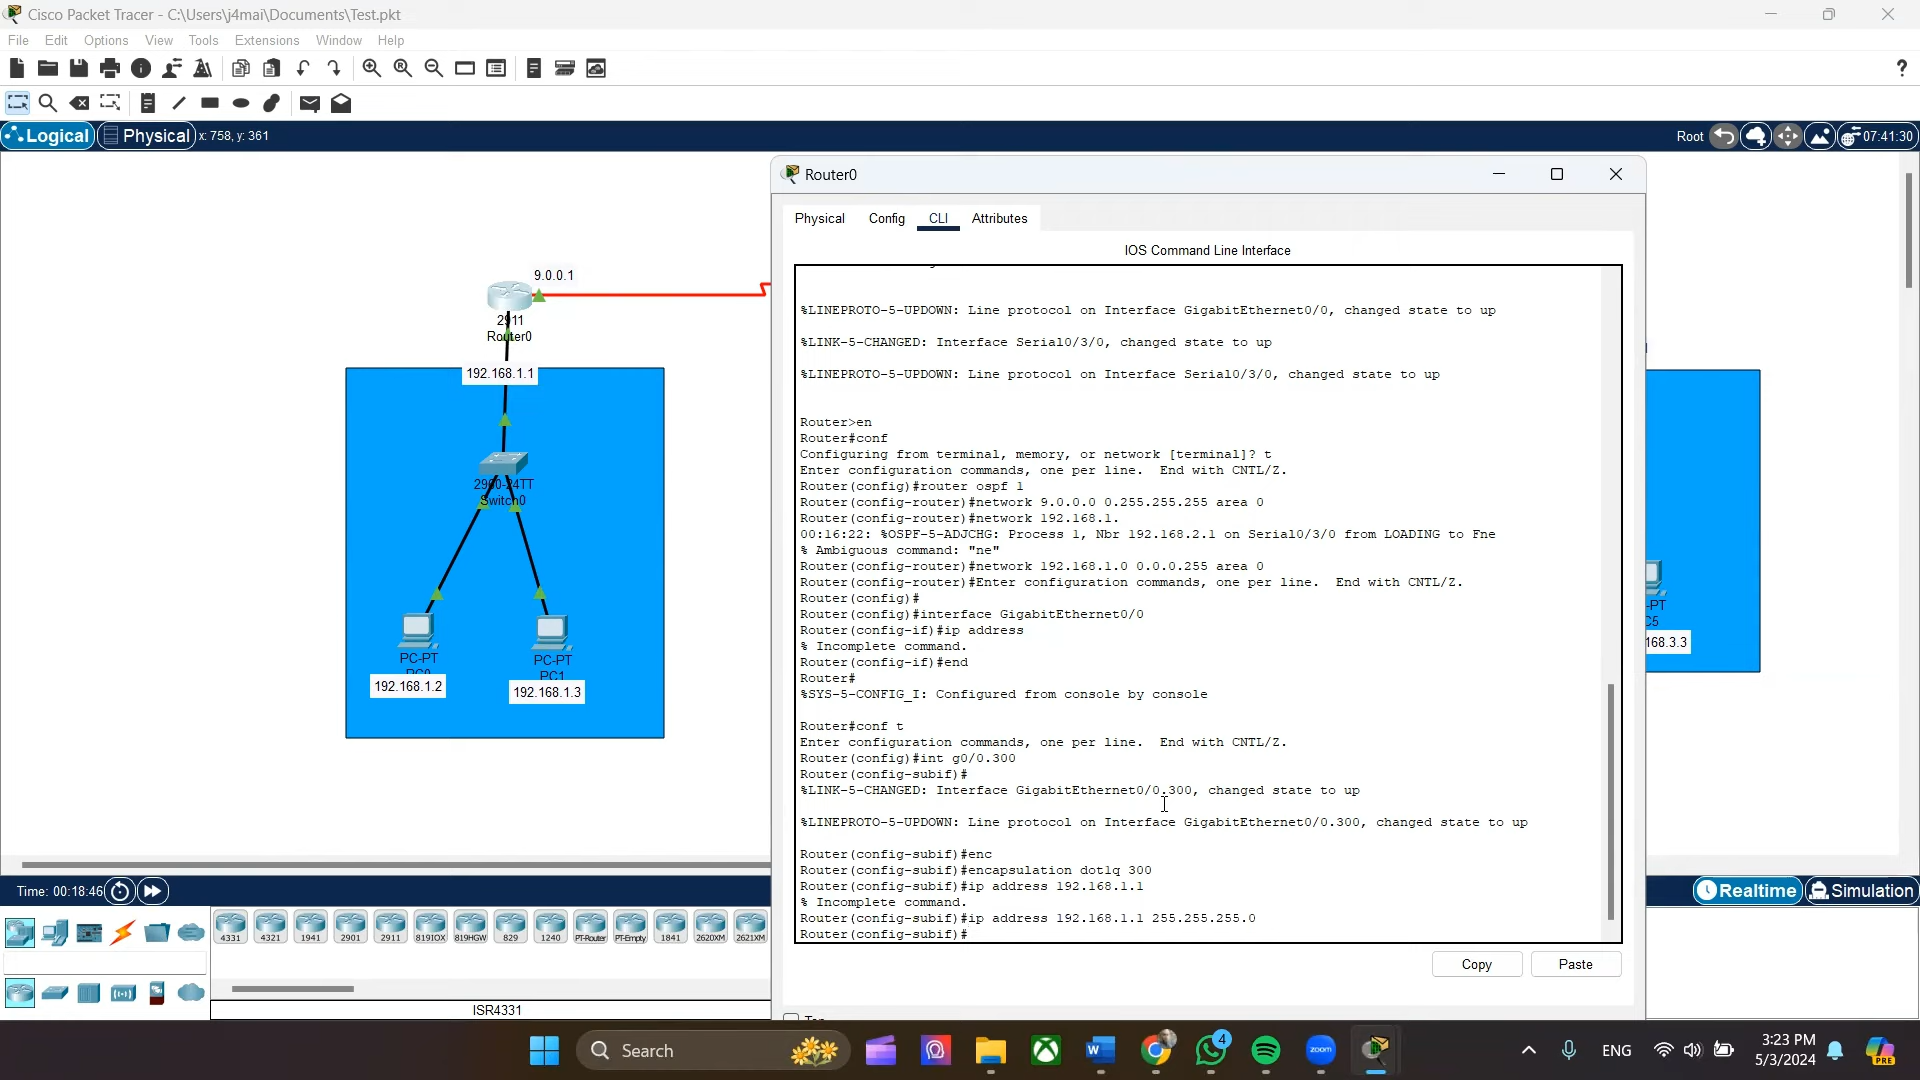 Cisco Packet Tracer - C:\Users\j4mai\Documents\Test.pkt
File Edit Options View Tools Extensions Window Help
?
Logical Physical x: 758, y: 361
Root 07:41:30
9.0.0.1
2911
Router0
192.168.1.1
2960-24TT
Switch0
PC-PT
PC0
192.168.1.2
PC-PT
PC1
192.168.1.3
Router0
Physical Config CLI Attributes
IOS Command Line Interface
%LINEPROTO-5-UPDOWN: Line protocol on Interface GigabitEthernet0/0, changed state to up
%LINK-5-CHANGED: Interface Serial0/3/0, changed state to up
%LINEPROTO-5-UPDOWN: Line protocol on Interface Serial0/3/0, changed state to up
Router>en
Router#conf
Configuring from terminal, memory, or network [terminal]? t
Enter configuration commands, one per line.  End with CNTL/Z.
Router(config)#router ospf 1
Router(config-router)#network 9.0.0.0 0.255.255.255 area 0
Router(config-router)#network 192.168.1.
00:16:22: %OSPF-5-ADJCHG: Process 1, Nbr 192.168.2.1 on Serial0/3/0 from LOADING to Fne
% Ambiguous command: "ne"
Router(config-router)#network 192.168.1.0 0.0.0.255 area 0
Router(config-router)#Enter configuration commands, one per line.  End with CNTL/Z.
Router(config)#
Router(config)#interface GigabitEthernet0/0
Router(config-if)#ip address
% Incomplete command.
Router(config-if)#end
Router#
%SYS-5-CONFIG_I: Configured from console by console
Router#conf t
Enter configuration commands, one per line.  End with CNTL/Z.
Router(config)#int g0/0.300
Router(config-subif)#
%LINK-5-CHANGED: Interface GigabitEthernet0/0.300, changed state to up
%LINEPROTO-5-UPDOWN: Line protocol on Interface GigabitEthernet0/0.300, changed state to up
Router(config-subif)#enc
Router(config-subif)#encapsulation dot1q 300
Router(config-subif)#ip address 192.168.1.1
% Incomplete command.
Router(config-subif)#ip address 192.168.1.1 255.255.255.0
Router(config-subif)#
Copy Paste
-PT
C5
168.3.3
Time: 00:18:46
Realtime Simulation
4331 4321 1941 2901 2911 819IOX 819HGW 829 1240 PT-Router PT-Empty 1841 2620XM 2621XM
ISR4331
Search
zoom
4
ENG
3:23 PM
5/3/2024
PRE